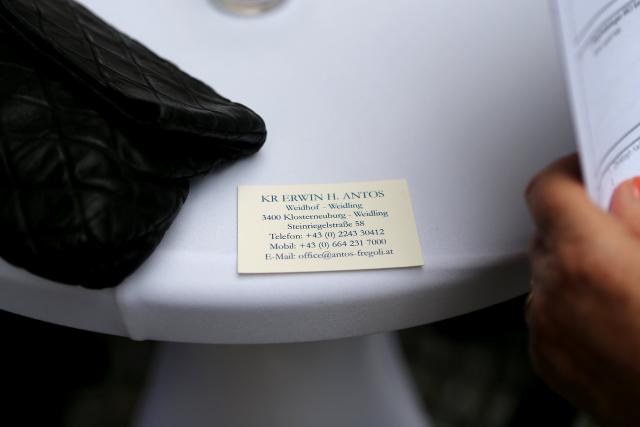 KR ERWIN H. ANTOS
Weidhof - Weidling
3400 Klosterneuburg - Weidling
Steinriegelstraße 58
Telefon: +43 (0) 2243 30412
Mobil: +43 (0) 664 231 7000
E-Mail: office@antos-fregoli.at